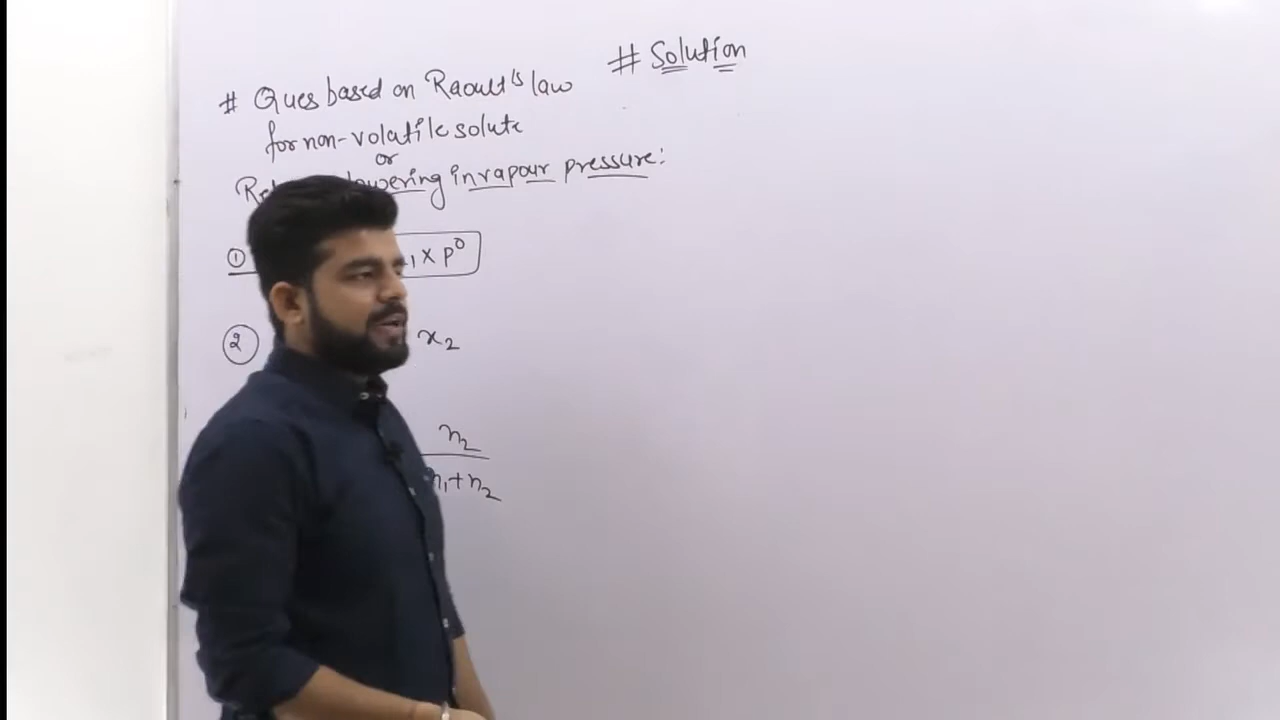 # Solution
# Ques based on Raoult's law
for non-volatile solute
or
lowering in vapour pressure:
① x P⁰
② x₂
n₂
n₁+n₂